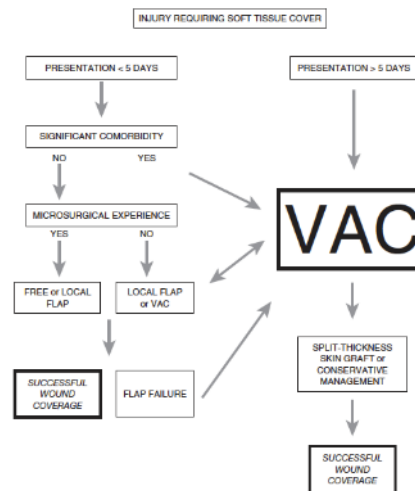 INJURY REQUIRING SOFT TISSUE COVER
PRESENTATION < 5 DAYS
PRESENTATION > 5 DAYS
SIGNIFICANT COMORBIDITY
NO YES
MICROSURGICAL EXPERIENCE
YES NO
VAC
FREE or LOCAL
FLAP
LOCAL FLAP
or VAC
SPLIT-THICKNESS
SKIN GRAFT or
CONSERVATIVE
MANAGEMENT
SUCCESSFUL
WOUND
COVERAGE
FLAP FAILURE
SUCCESSFUL
WOUND
COVERAGE